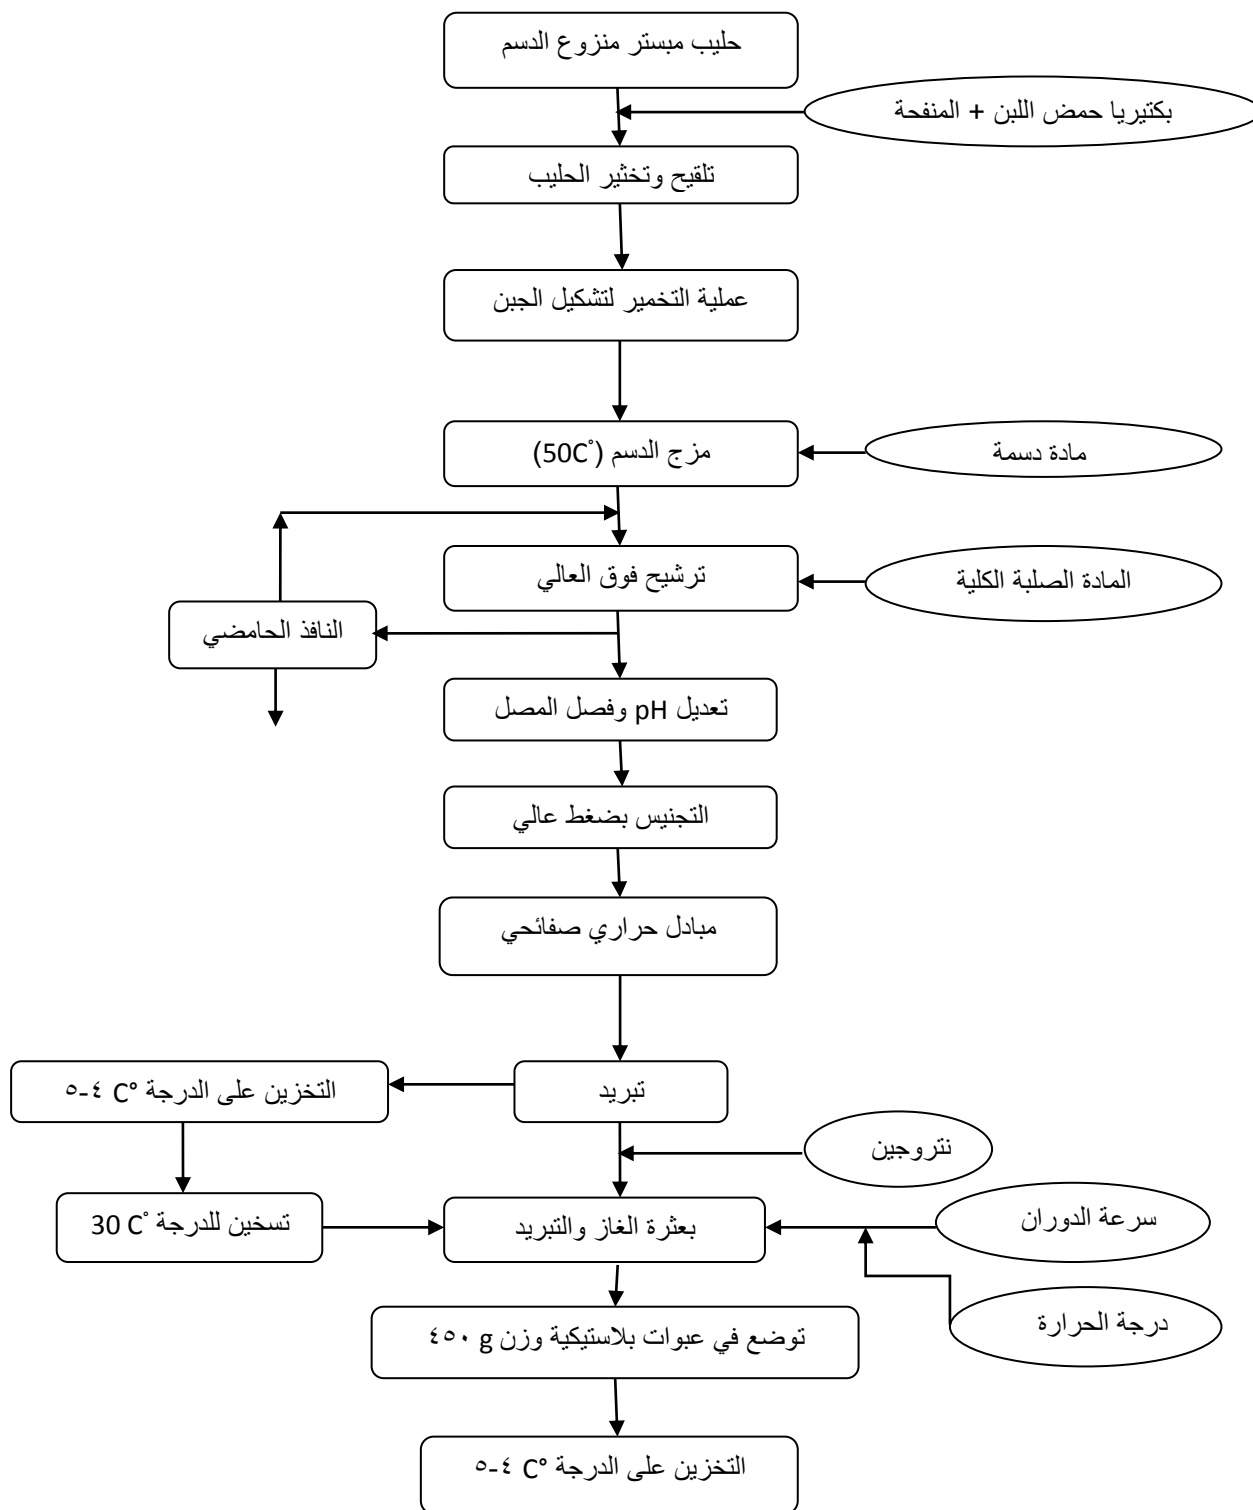 حليب مبستر منزوع الدسم
بكتيريا حمض اللبن + المنفحة
تلقيح وتخثير الحليب
عملية التخمير لتشكيل الجبن
مزج الدسم (50C°)
مادة دسمة
ترشيح فوق العالي
المادة الصلبة الكلية
النافذ الحامضي
تعديل pH وفصل المصل
التجنيس بضغط عالي
مبادل حراري صفائحي
تبريد
التخزين على الدرجة ٤-٥ C°
نتروجين
بعثرة الغاز والتبريد
تسخين للدرجة 30 C°
سرعة الدوران
درجة الحرارة
توضع في عبوات بلاستيكية وزن ٤٥٠ g
التخزين على الدرجة ٤-٥ C°